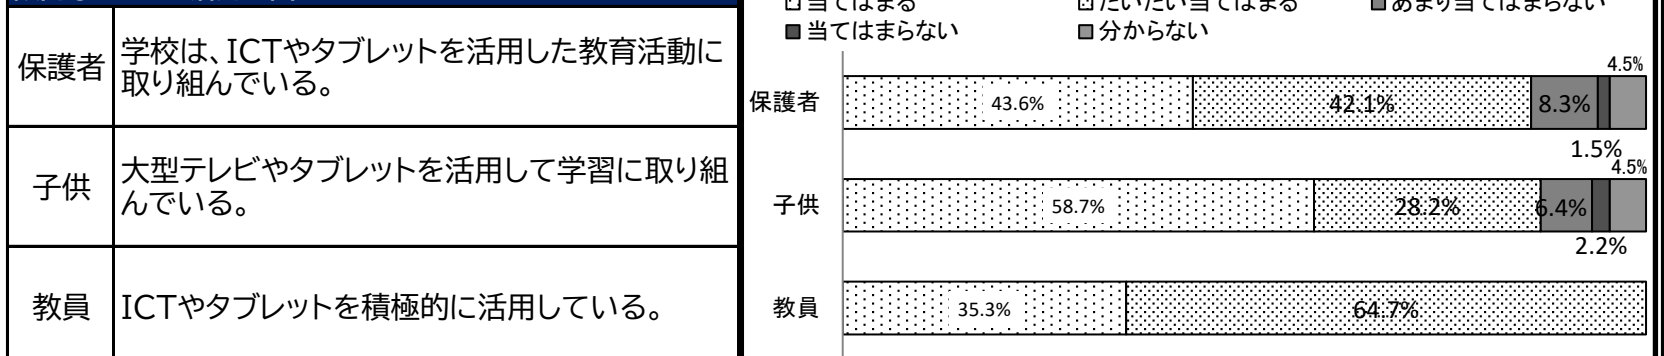 保護者
学校は、ICTやタブレットを活用した教育活動に
取り組んでいる。
子供
大型テレビやタブレットを活用して学習に取り組
んでいる。
教員
ICTやタブレットを積極的に活用している。
当てはまる
だいたい当てはまる
あまり当てはまらない
当てはまらない
分からない
保護者
43.6%
42.1%
8.3%
1.5%
4.5%
子供
58.7%
28.2%
6.4%
2.2%
4.5%
教員
35.3%
64.7%